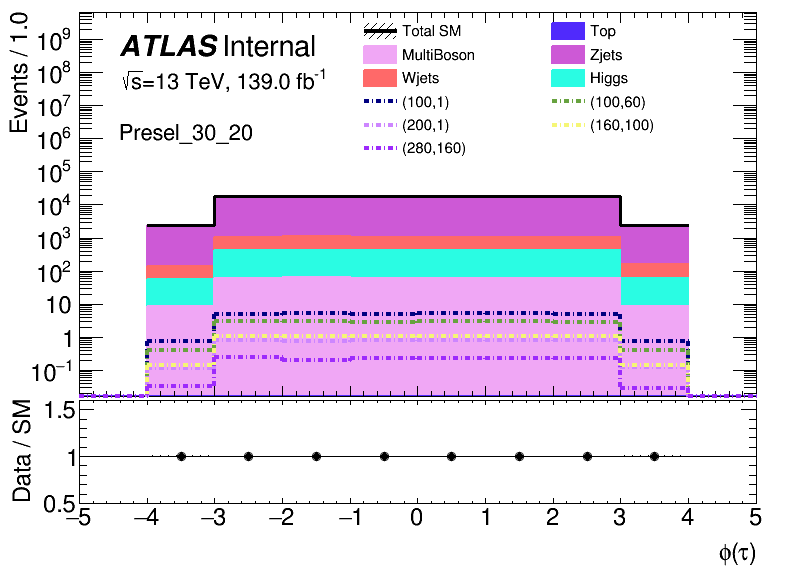 Events / 1.0
10⁹
10⁸
10⁷
10⁶
10⁵
10⁴
10³
10²
10
1
10⁻¹
ATLAS Internal
√s=13 TeV, 139.0 fb⁻¹
Presel_30_20
Total SM
Top
MultiBoson
Zjets
Wjets
Higgs
(100,1)
(100,60)
(200,1)
(160,100)
(280,160)
Data / SM
1.5
1
0.5
−5 −4 −3 −2 −1 0 1 2 3 4 5
ϕ(τ)